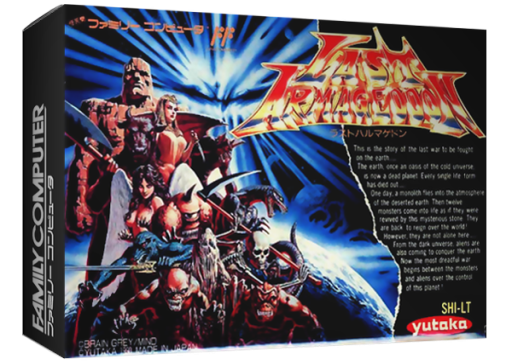 ファミリー コンピュータ
FF
LAST
ARMAGEDDON
ラストハルマゲドン
This is the story of the last war to be fought
on the earth...
The earth, once an oasis of the cold universe,
is now a dead planet. Every single life form
has died out...
One day, a monolith flies into the atmosphere
of the deserted earth. Then twelve
monsters come into life as if they were
revived by this mysterious stone. They
are back to reign over the world!
However, they are not alone here...
From the dark universe, aliens are
also coming to conquer the earth.
Now the most dreadful war
begins between the monsters
and aliens over the control
of this planet!
SHI-LT
yutaka
©BRAIN GREY/MIND
©YUTAKA MADE IN JAPAN
FAMILY COMPUTER
ファミリー コンピュータ